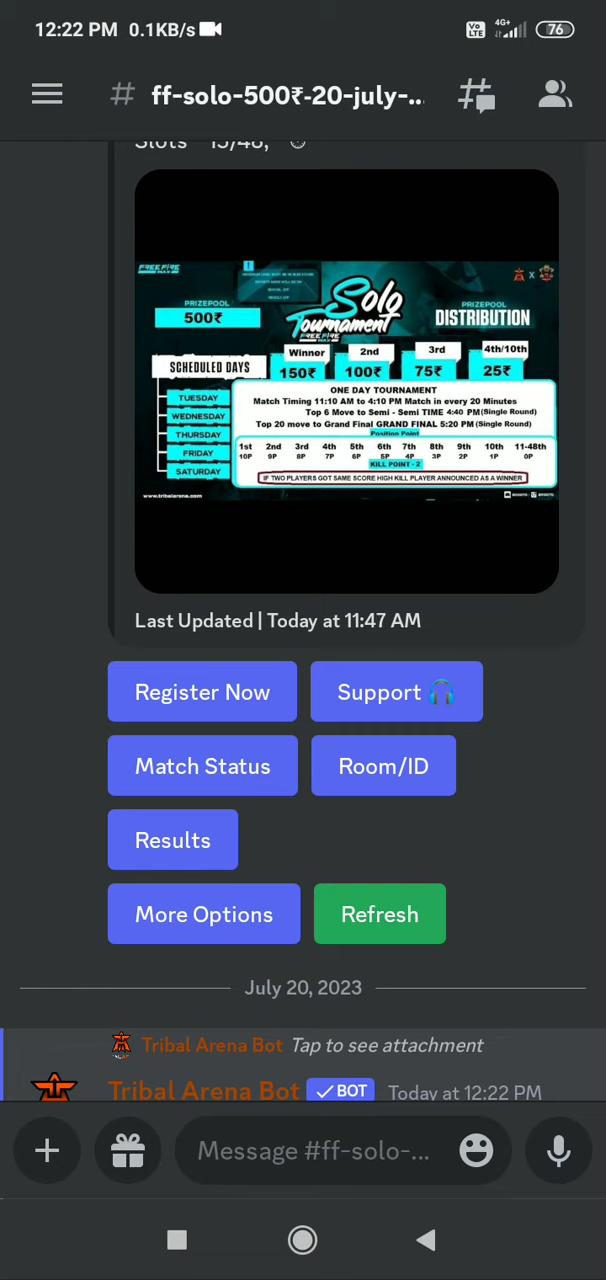 12:22 PM 0.1KB/s Vo LTE 4G+ 76
# ff-solo-500₹-20-july-...
Slots
FREE FIRE MAX
X
Solo
Tournament
FREE FIRE MAX
PRIZEPOOL
500₹
PRIZEPOOL
DISTRIBUTION
SCHEDULED DAYS
Winner 2nd 3rd 4th/10th
150₹ 100₹ 75₹ 25₹
TUESDAY
WEDNESDAY
THURSDAY
FRIDAY
SATURDAY
ONE DAY TOURNAMENT
Match Timing 11:10 AM to 4:10 PM Match in every 20 Minutes
Top 6 Move to Semi - Semi TIME 4:40 PM(Single Round)
Top 20 move to Grand Final GRAND FINAL 5:20 PM(Single Round)
Position Point
1st 2nd 3rd 4th 5th 6th 7th 8th 9th 10th 11-48th
10P 9P 8P 7P 6P 5P 4P 3P 2P 1P 0P
KILL POINT - 2
IF TWO PLAYERS GOT SAME SCORE HIGH KILL PLAYER ANNOUNCED AS A WINNER
www.tribalarena.com
Last Updated | Today at 11:47 AM
Register Now Support
Match Status Room/ID
Results
More Options Refresh
July 20, 2023
Tribal Arena Bot Tap to see attachment
Tribal Arena Bot BOT Today at 12:22 PM
Message #ff-solo-...